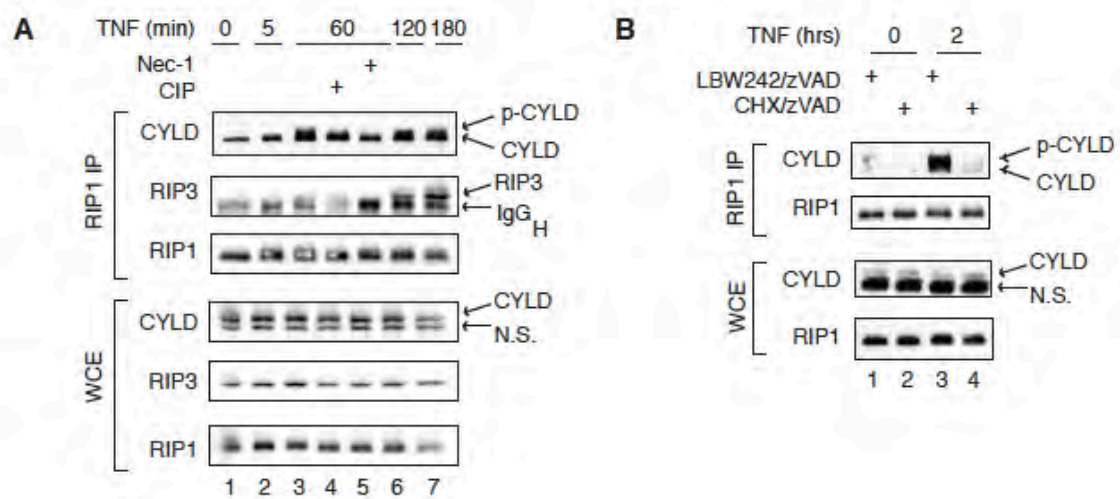 A
TNF (min) 0 5 60 120 180
Nec-1 +
CIP +
RIP1 IP
CYLD
p-CYLD
CYLD
RIP3
RIP3
IgG H
RIP1
WCE
CYLD
CYLD
N.S.
RIP3
RIP1
1 2 3 4 5 6 7
B
TNF (hrs) 0 2
LBW242/zVAD + +
CHX/zVAD + +
RIP1 IP
CYLD
p-CYLD
CYLD
RIP1
WCE
CYLD
CYLD
N.S.
RIP1
1 2 3 4